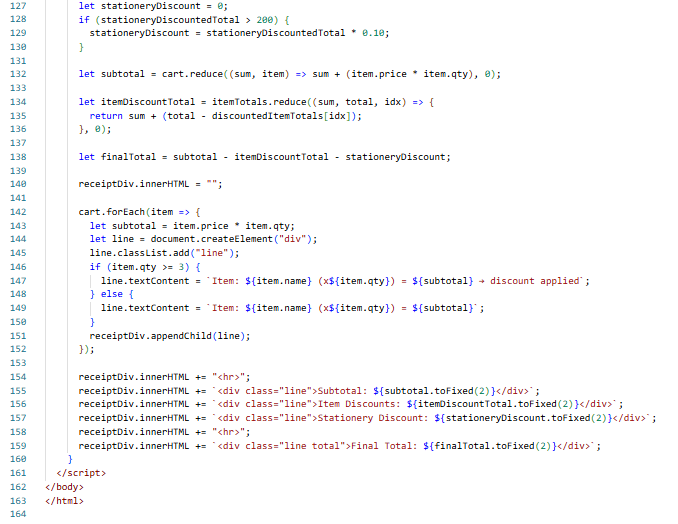 127 let stationeryDiscount = 0;
128 if (stationeryDiscountedTotal > 200) {
129 stationeryDiscount = stationeryDiscountedTotal * 0.10;
130 }
131
132 let subtotal = cart.reduce((sum, item) => sum + (item.price * item.qty), 0);
133
134 let itemDiscountTotal = itemTotals.reduce((sum, total, idx) => {
135 return sum + (total - discountedItemTotals[idx]);
136 }, 0);
137
138 let finalTotal = subtotal - itemDiscountTotal - stationeryDiscount;
139
140 receiptDiv.innerHTML = "";
141
142 cart.forEach(item => {
143 let subtotal = item.price * item.qty;
144 let line = document.createElement("div");
145 line.classList.add("line");
146 if (item.qty >= 3) {
147 line.textContent = `Item: ${item.name} (x${item.qty}) = ${subtotal} → discount applied`;
148 } else {
149 line.textContent = `Item: ${item.name} (x${item.qty}) = ${subtotal}`;
150 }
151 receiptDiv.appendChild(line);
152 });
153
154 receiptDiv.innerHTML += "<hr>";
155 receiptDiv.innerHTML += `<div class="line">Subtotal: ${subtotal.toFixed(2)}</div>`;
156 receiptDiv.innerHTML += `<div class="line">Item Discounts: ${itemDiscountTotal.toFixed(2)}</div>`;
157 receiptDiv.innerHTML += `<div class="line">Stationery Discount: ${stationeryDiscount.toFixed(2)}</div>`;
158 receiptDiv.innerHTML += "<hr>";
159 receiptDiv.innerHTML += `<div class="line total">Final Total: ${finalTotal.toFixed(2)}</div>`;
160 }
161 </script>
162 </body>
163 </html>
164